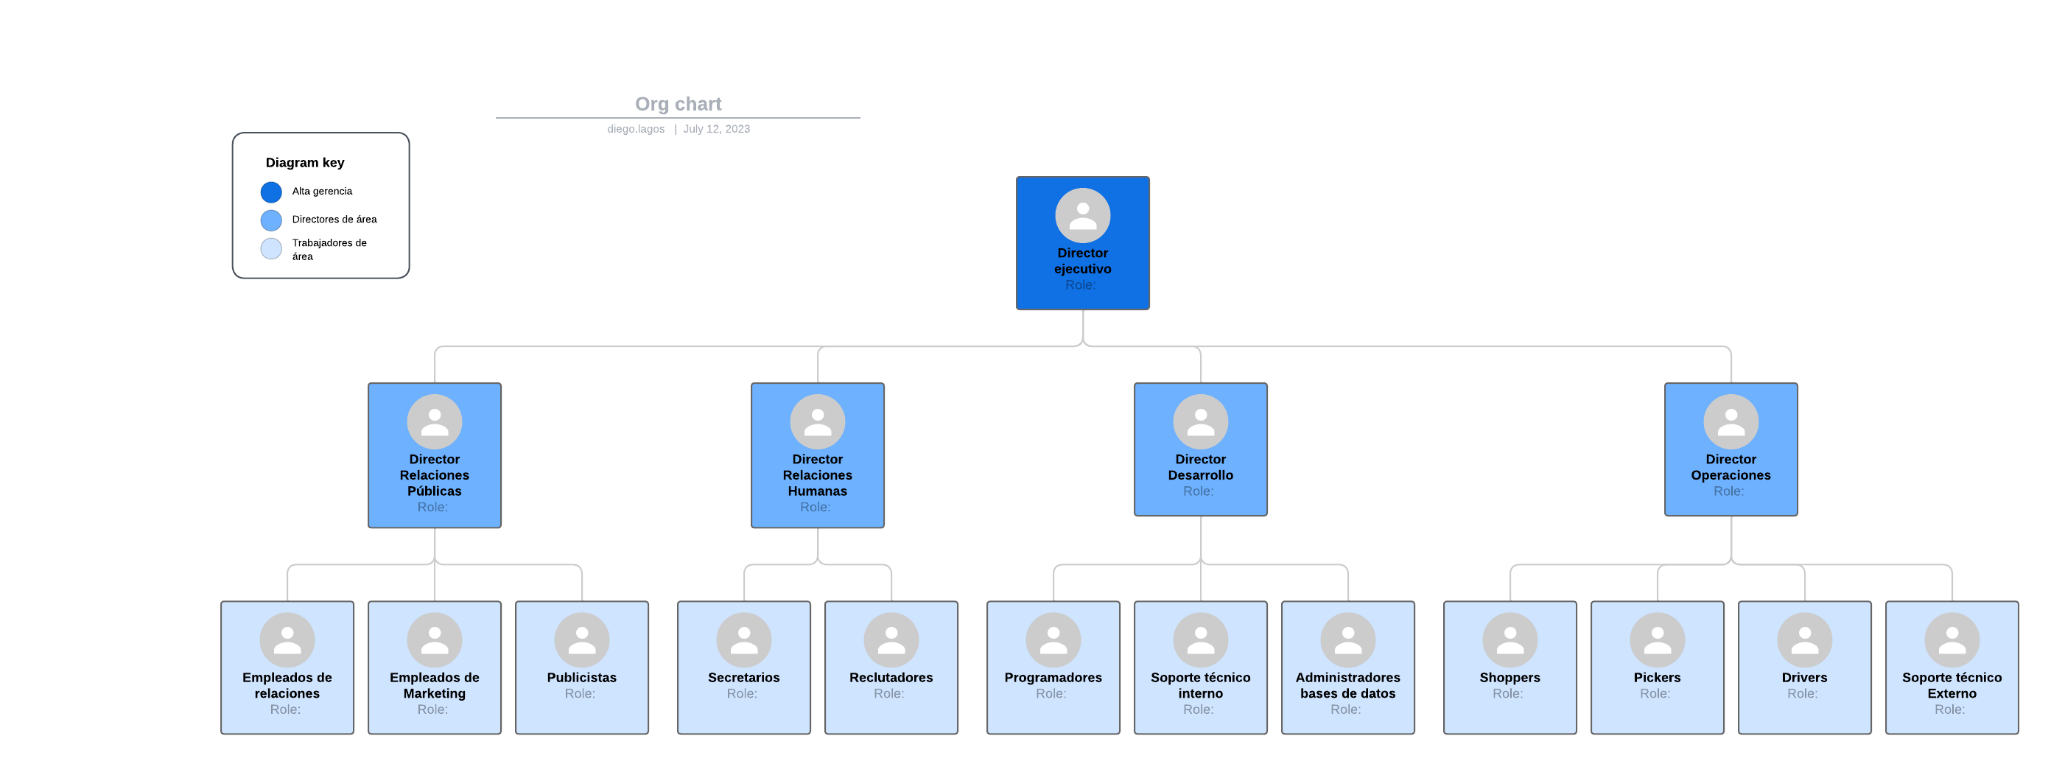 Org chart
diego.lagos | July 12, 2023
Diagram key
Alta gerencia
Directores de área
Trabajadores de
área
Director
ejecutivo
Role:
Director
Relaciones
Públicas
Role:
Director
Relaciones
Humanas
Role:
Director
Desarrollo
Role:
Director
Operaciones
Role:
Empleados de
relaciones
Role:
Empleados de
Marketing
Role:
Publicistas
Role:
Secretarios
Role:
Reclutadores
Role:
Programadores
Role:
Soporte técnico
interno
Role:
Administradores
bases de datos
Role:
Shoppers
Role:
Pickers
Role:
Drivers
Role:
Soporte técnico
Externo
Role: